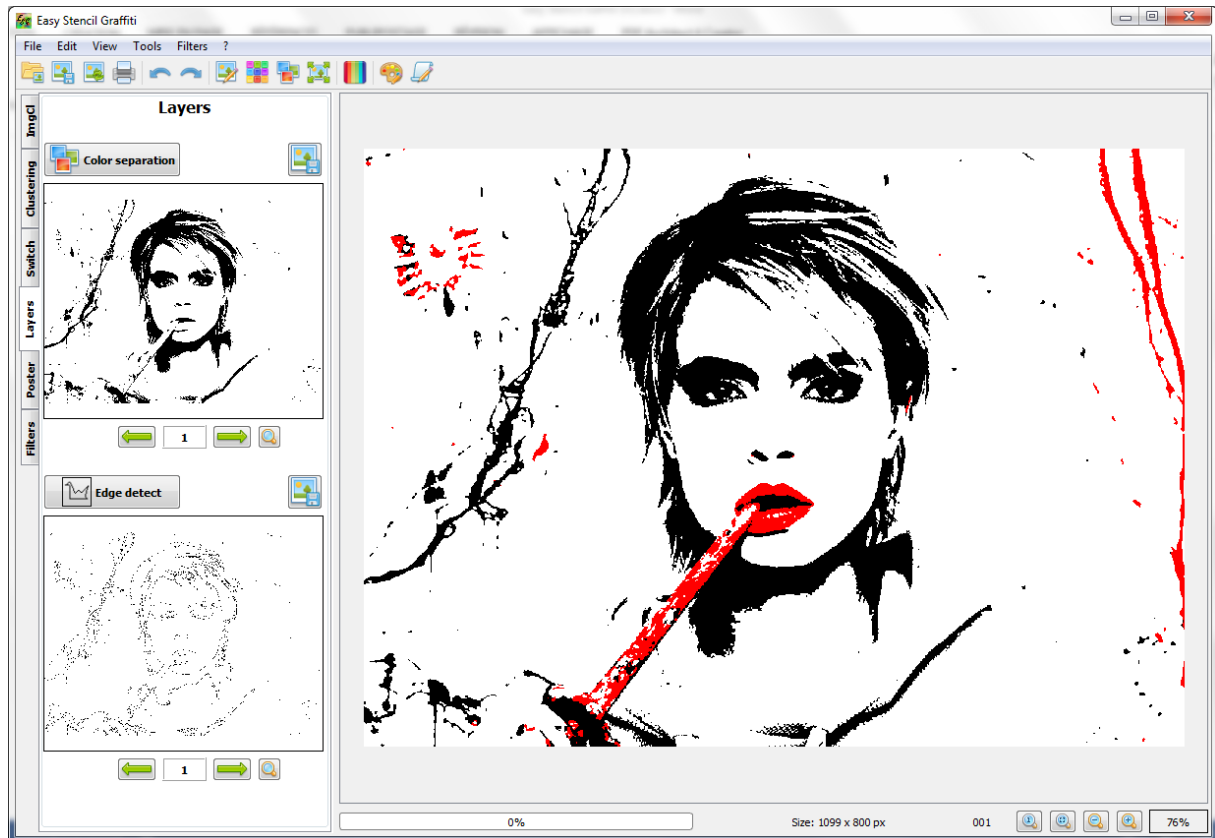 Easy Stencil Graffiti
File Edit View Tools Filters ?
ImgCl
Clustering
Switch
Layers
Poster
Filters
Layers
Color separation
1
Edge detect
1
0%
Size: 1099 x 800 px
001
76%